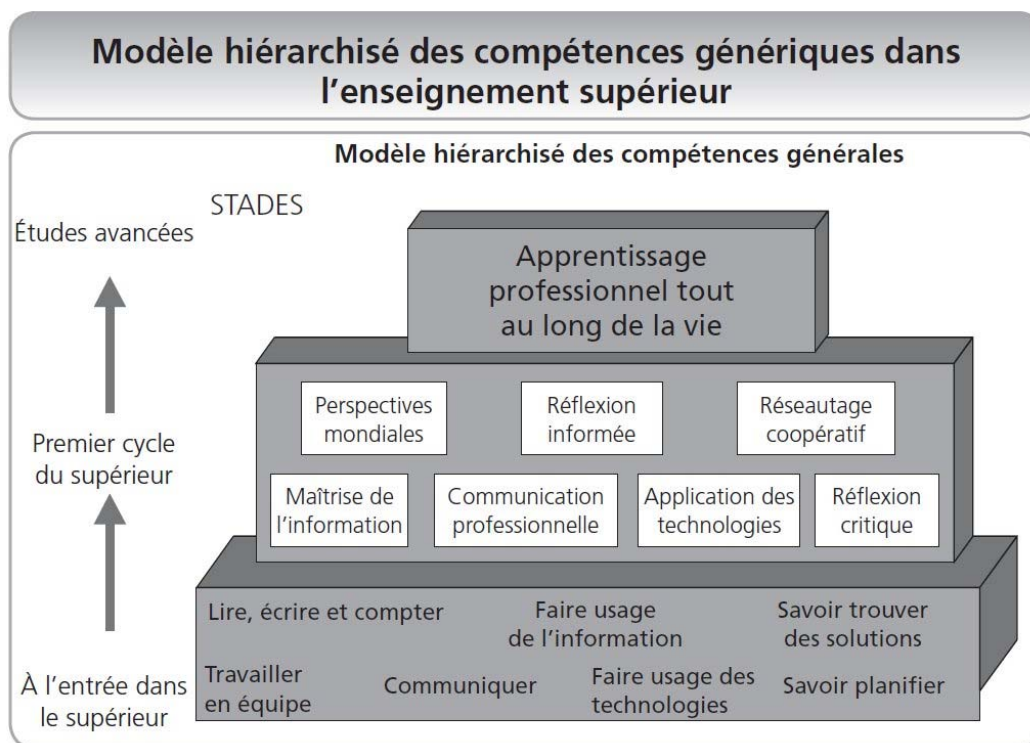 Modèle hiérarchisé des compétences génériques dans
l’enseignement supérieur
Modèle hiérarchisé des compétences générales
STADES
Études avancées
Apprentissage
professionnel tout
au long de la vie
Premier cycle
du supérieur
Perspectives
mondiales
Réflexion
informée
Réseautage
coopératif
Maîtrise de
l’information
Communication
professionnelle
Application des
technologies
Réflexion
critique
À l’entrée dans
le supérieur
Lire, écrire et compter
Faire usage
de l’information
Savoir trouver
des solutions
Travailler
en équipe
Communiquer
Faire usage des
technologies
Savoir planifier